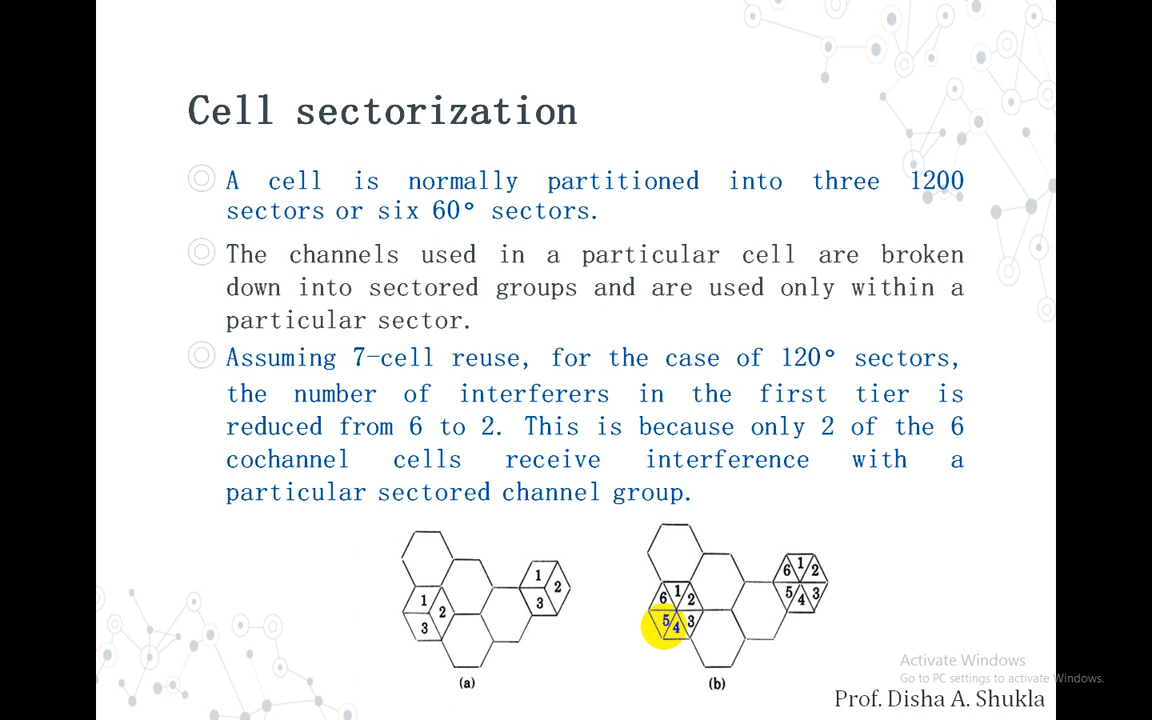 Cell sectorization
A cell is normally partitioned into three 1200
sectors or six 60° sectors.
The channels used in a particular cell are broken
down into sectored groups and are used only within a
particular sector.
Assuming 7-cell reuse, for the case of 120° sectors,
the number of interferers in the first tier is
reduced from 6 to 2. This is because only 2 of the 6
cochannel cells receive interference with a
particular sectored channel group.
1
2
3
1
2
3
(a)
6 1 2
5 4 3
6 1 2
5 4 3
(b)
Activate Windows
Go to PC settings to activate Windows.
Prof. Disha A. Shukla